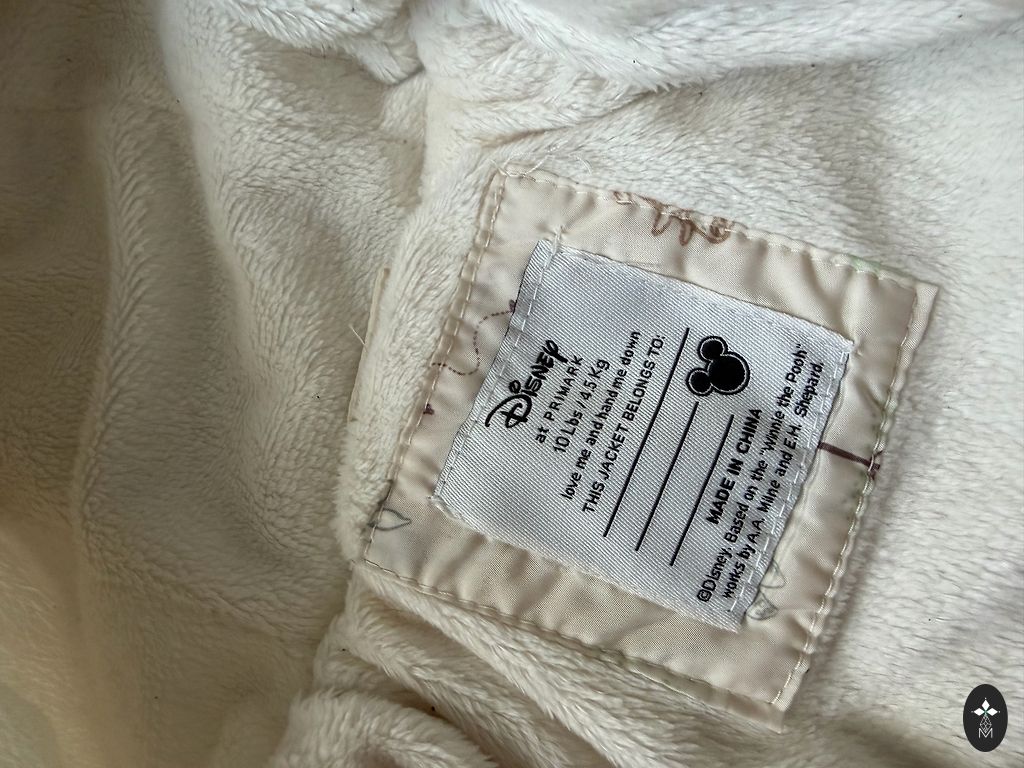 Disney
at PRIMARK
10 Lbs / 4.5 Kg
love me and hand me down
THIS JACKET BELONGS TO:
MADE IN CHINA
©Disney. Based on the "Winnie the Pooh"
works by A.A. Milne and E.H. Shepard.
M